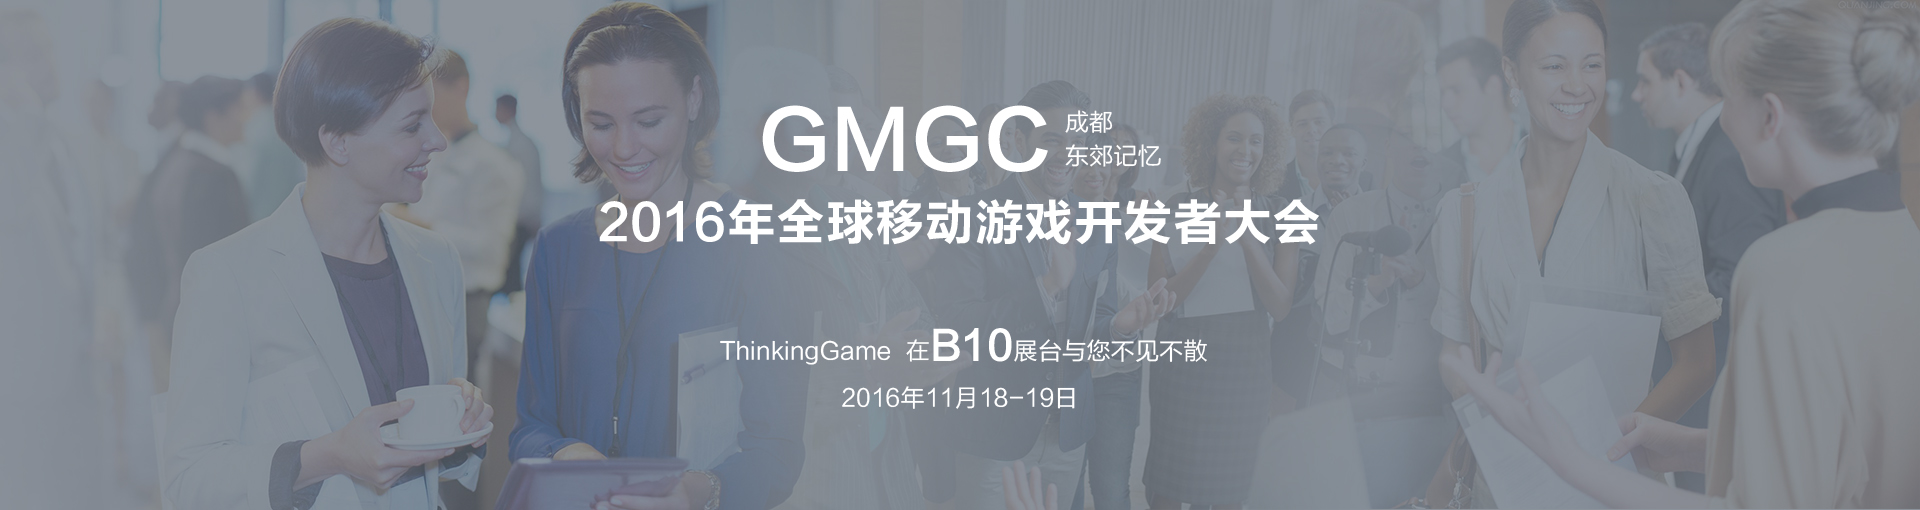 GMGC 成都
东郊记忆
2016年全球移动游戏开发者大会
ThinkingGame 在B10展台与您不见不散
2016年11月18-19日